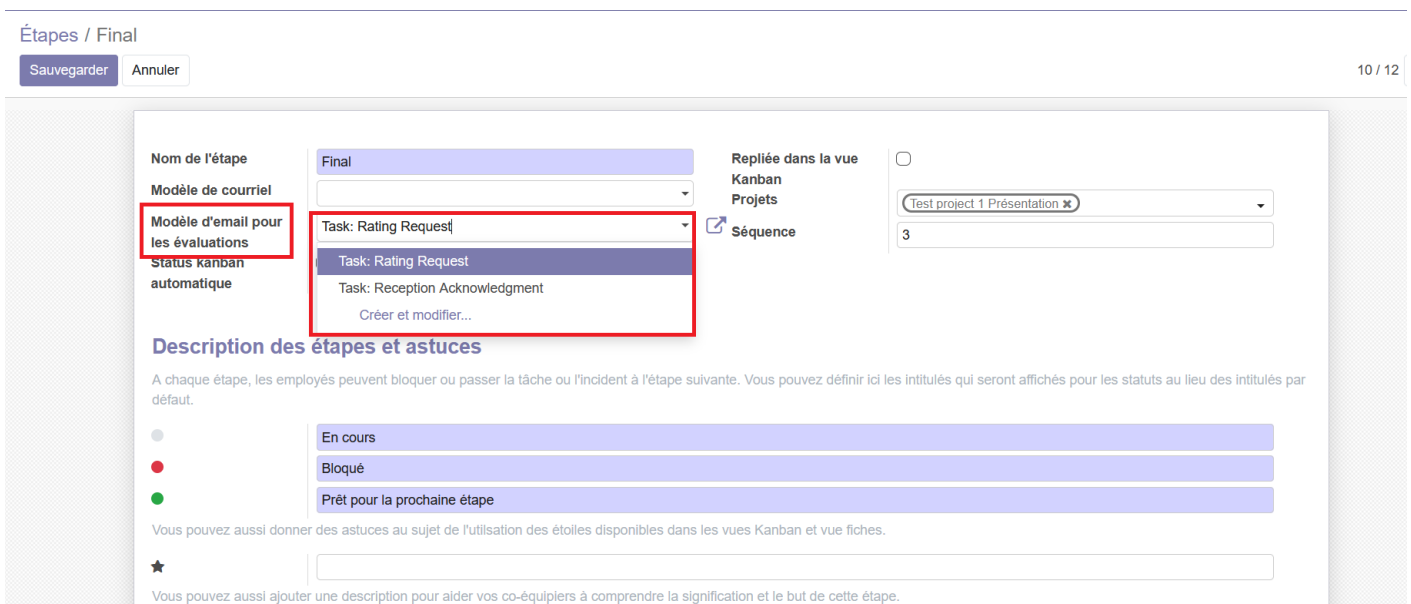 Étapes / Final
Sauvegarder Annuler 10 / 12
Nom de l'étape Final Repliée dans la vue
Kanban
Modèle de courriel Projets Test project 1 Présentation
Modèle d'email pour
les évaluations Task: Rating Request Séquence 3
Status kanban
automatique
Task: Rating Request
Task: Reception Acknowledgment
Créer et modifier...
Description des étapes et astuces
A chaque étape, les employés peuvent bloquer ou passer la tâche ou l'incident à l'étape suivante. Vous pouvez définir ici les intitulés qui seront affichés pour les statuts au lieu des intitulés par
défaut.
En cours
Bloqué
Prêt pour la prochaine étape
Vous pouvez aussi donner des astuces au sujet de l'utilsation des étoiles disponibles dans les vues Kanban et vue fiches.
Vous pouvez aussi ajouter une description pour aider vos co-équipiers à comprendre la signification et le but de cette étape.